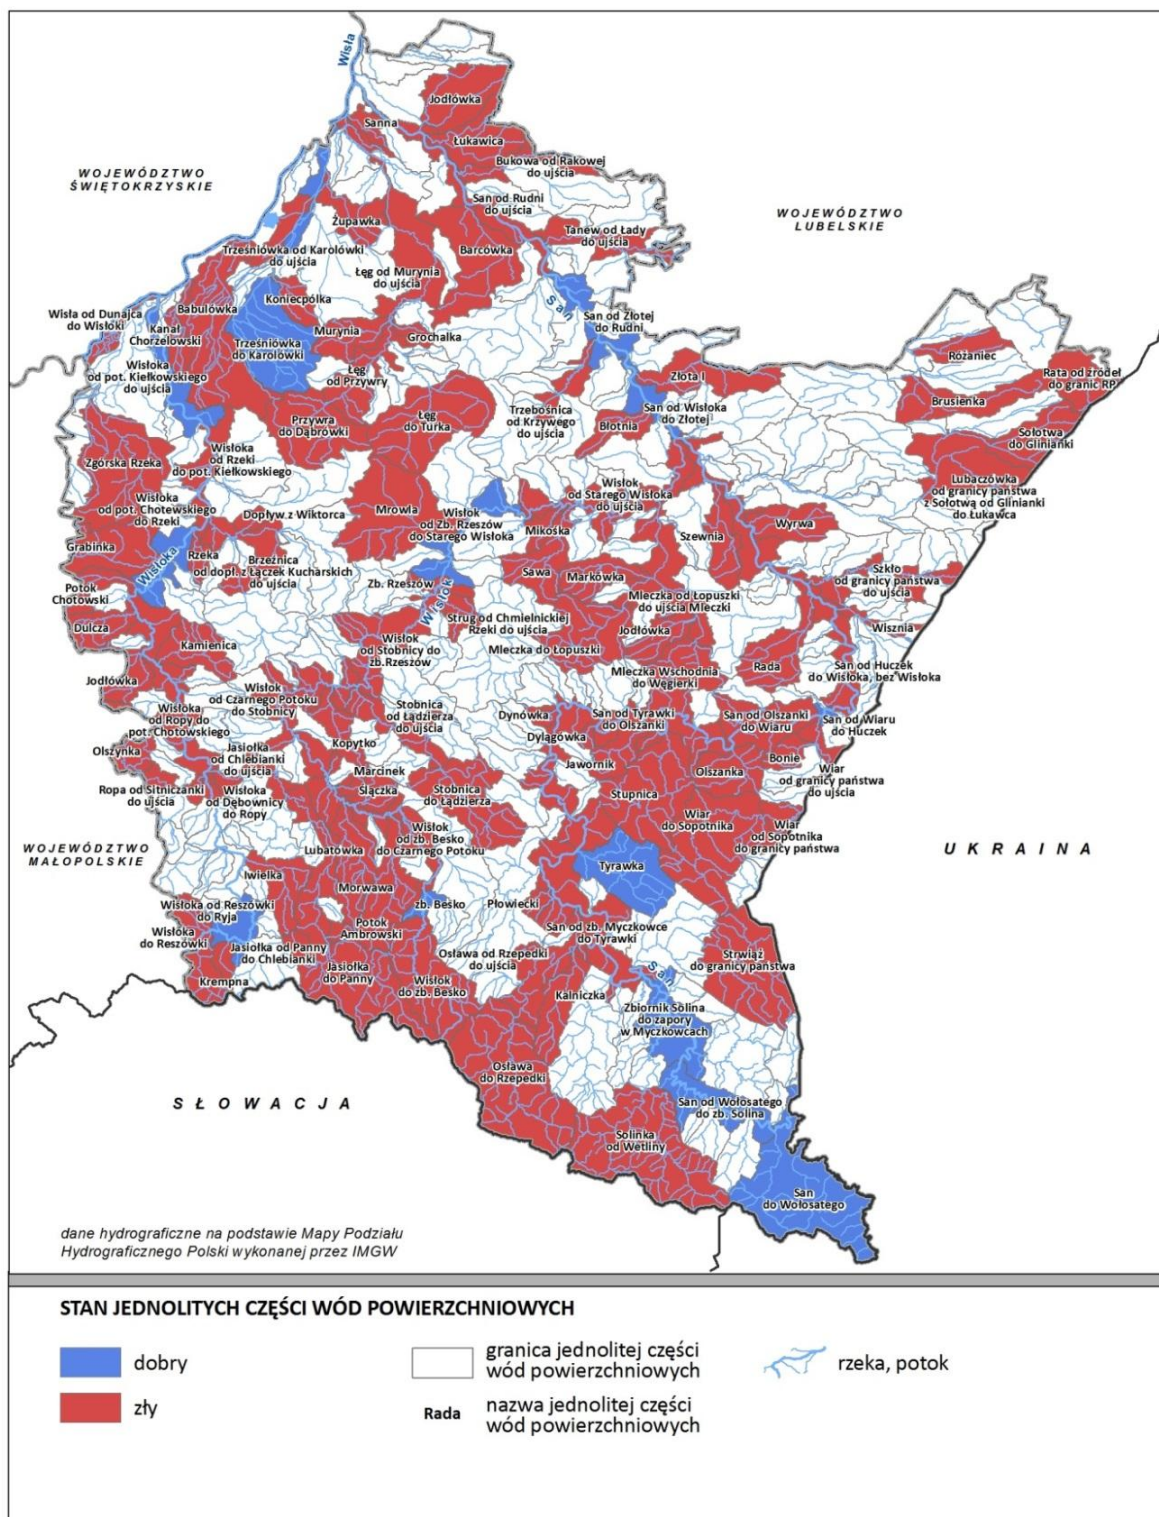 Wisła
Jodłówka
Sanna
Łukawica
Bukowa od Rakowej
do ujścia
WOJEWÓDZTWO
ŚWIĘTOKRZYSKIE
San od Rudni
do ujścia
WOJEWÓDZTWO
LUBELSKIE
Żupawka
Tanew od Łady
do ujścia
Trześniówka od Karolówki
do ujścia
Barcówka
Łęg od Murynia
do ujścia
Koniecpólka
San
Babulówka
Wisła od Dunajca
do Wisłoki
Kanał
Chorzelowski
San od Złotej
do Rudni
Murynia
Grochalka
Trześniówka
do Karolówki
Wisłoka
od pot. Kiełkowskiego
do ujścia
Łęg
od Przywry
Złota I
Różaniec
Rata od źródeł
do granic RP
Brusienka
Przywra
do Dąbrówki
Łęg
do Turka
Trzebośnica
od Krzywego
do ujścia
San od Wisłoka
do Złotej
Błotnia
Sołotwa
do Glinianki
Zgórska Rzeka
Wisłoka
od Rzeki
do pot. Kiełkowskiego
Lubaczówka
od granicy państwa
z Sołotwą od Glinianki
do Łukawca
Wisłoka
od pot. Chotewskiego
do Rzeki
Dopływ z Wiktorca
Mrowla
Wisłok
od Zb. Rzeszów
do Starego Wisłoka
Wisłok
od Starego Wisłoka
do ujścia
Mikośka
Szewnia
Wyrwa
Grabinka
Wisłoka
Rzeka
Brzeźnica
od dopł. z Łączek Kucharskich
do ujścia
Zb. Rzeszów
Wisłok
Sawa
Markówka
Mleczka od Łopuszki
do ujścia Mleczki
Szkło
od granicy państwa
do ujścia
Potok
Chotowski
Dulcza
Kamienica
Strug od Chmielnickiej
Rzeki do ujścia
Jodłówka
Wisznia
Wisłok
od Stobnicy do
zb.Rzeszów
Mleczka do Łopuszki
Mleczka Wschodnia
do Węgierki
Rada
San od Huczek
do Wisłoka, bez Wisłoka
Jodłówka
Wisłok
od Czarnego Potoku
do Stobnicy
Wisłoka
od Ropy do
pot. Chotowskiego
Stobnica
od Łądzierza
do ujścia
Dynówka
San od Tyrawki
do Olszanki
San od Olszanki
do Wiaru
San od Wiaru
do Huczek
Olszynka
Jasiołka
od Chlebianki
do ujścia
Kopytko
Dylągówka
Marcinek
Jawornik
Olszanka
Bonie
Wiar
od granicy państwa
do ujścia
Ropa od Sitniczanki
do ujścia
Wisłoka
od Dębownicy
do Ropy
Slączka
Stobnica
do Łądzierza
Stupnica
Wiar
do Sopotnika
Wiar
od Sopotnika
do granicy państwa
WOJEWÓDZTWO
MAŁOPOLSKIE
Lubatówka
Wisłok
od zb. Besko
do Czarnego Potoku
UKRAINA
Tyrawka
Iwielka
Morwawa
zb. Besko
Płowiecki
Wisłoka od Reszówki
do Ryja
Wisłoka
do Reszówki
Potok
Ambrowski
San od zb. Myczkowce
do Tyrawki
Jasiołka od Panny
do Chlebianki
Osława od Rzepedki
do ujścia
Strwiąż
do granicy państwa
San
Krempna
Jasiołka
do Panny
Wisłok
do zb. Besko
Kalniczka
Zbiornik Solina
do zapory
w Myczkowcach
Osława
do Rzepedki
SŁOWACJA
San od Wołosatego
do zb. Solina
Solinka
od Wetliny
San
do Wołosatego
dane hydrograficzne na podstawie Mapy Podziału
Hydrograficznego Polski wykonanej przez IMGW
STAN JEDNOLITYCH CZĘŚCI WÓD POWIERZCHNIOWYCH
dobry
zły
granica jednolitej części
wód powierzchniowych
Rada
nazwa jednolitej części
wód powierzchniowych
rzeka, potok